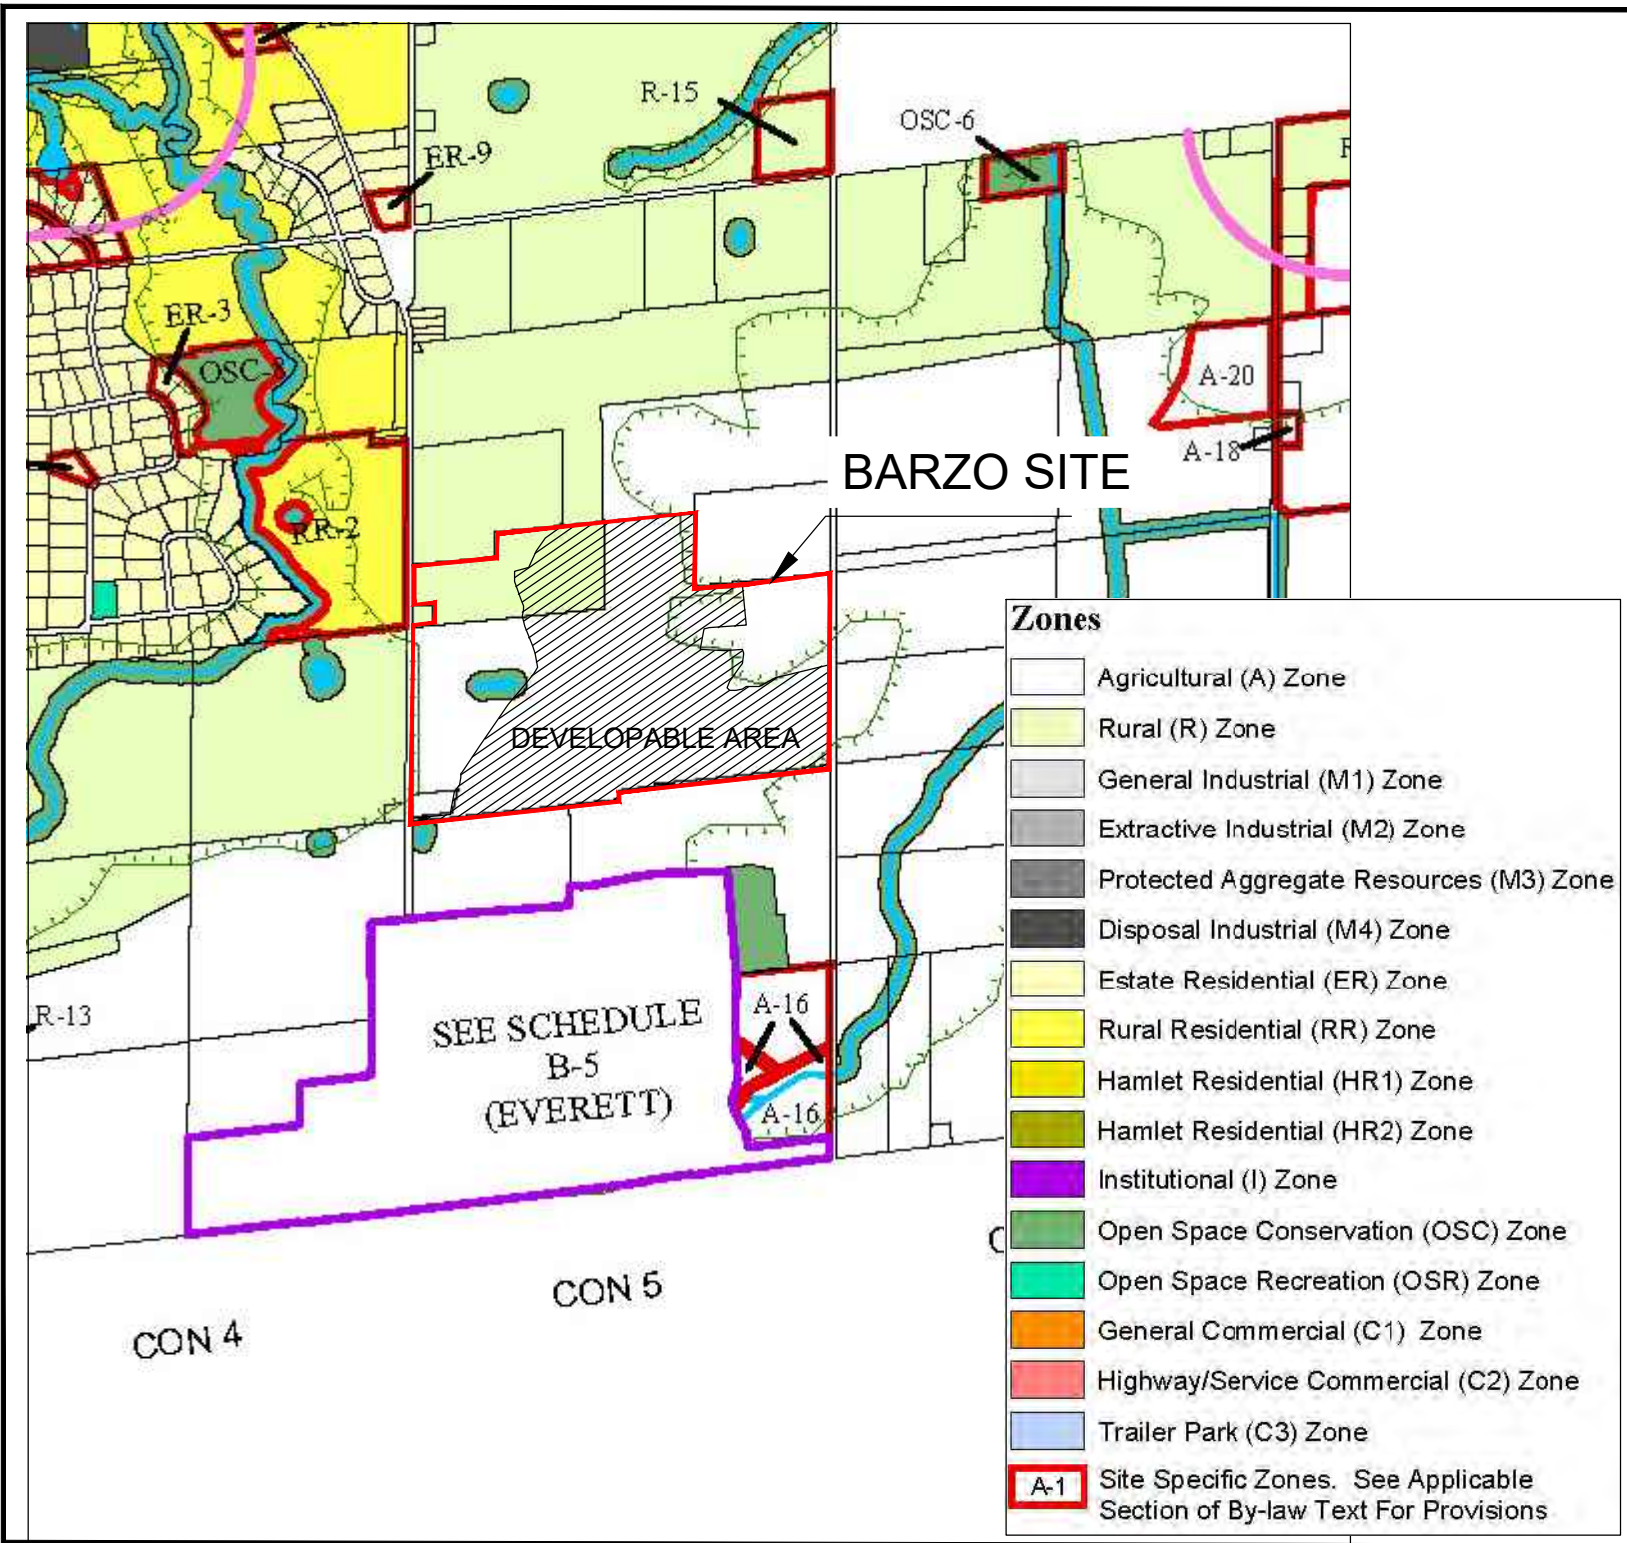 R-15
OSC-6
ER-9
ER-3
OSC-
A-20
A-18
BARZO SITE
RR-2
DEVELOPABLE AREA
R-13
A-16
SEE SCHEDULE
B-5
(EVERETT)
A-16
CON 5
CON 4
Zones
Agricultural (A) Zone
Rural (R) Zone
General Industrial (M1) Zone
Extractive Industrial (M2) Zone
Protected Aggregate Resources (M3) Zone
Disposal Industrial (M4) Zone
Estate Residential (ER) Zone
Rural Residential (RR) Zone
Hamlet Residential (HR1) Zone
Hamlet Residential (HR2) Zone
Institutional (I) Zone
Open Space Conservation (OSC) Zone
Open Space Recreation (OSR) Zone
General Commercial (C1) Zone
Highway/Service Commercial (C2) Zone
Trailer Park (C3) Zone
A-1
Site Specific Zones. See Applicable
Section of By-law Text For Provisions